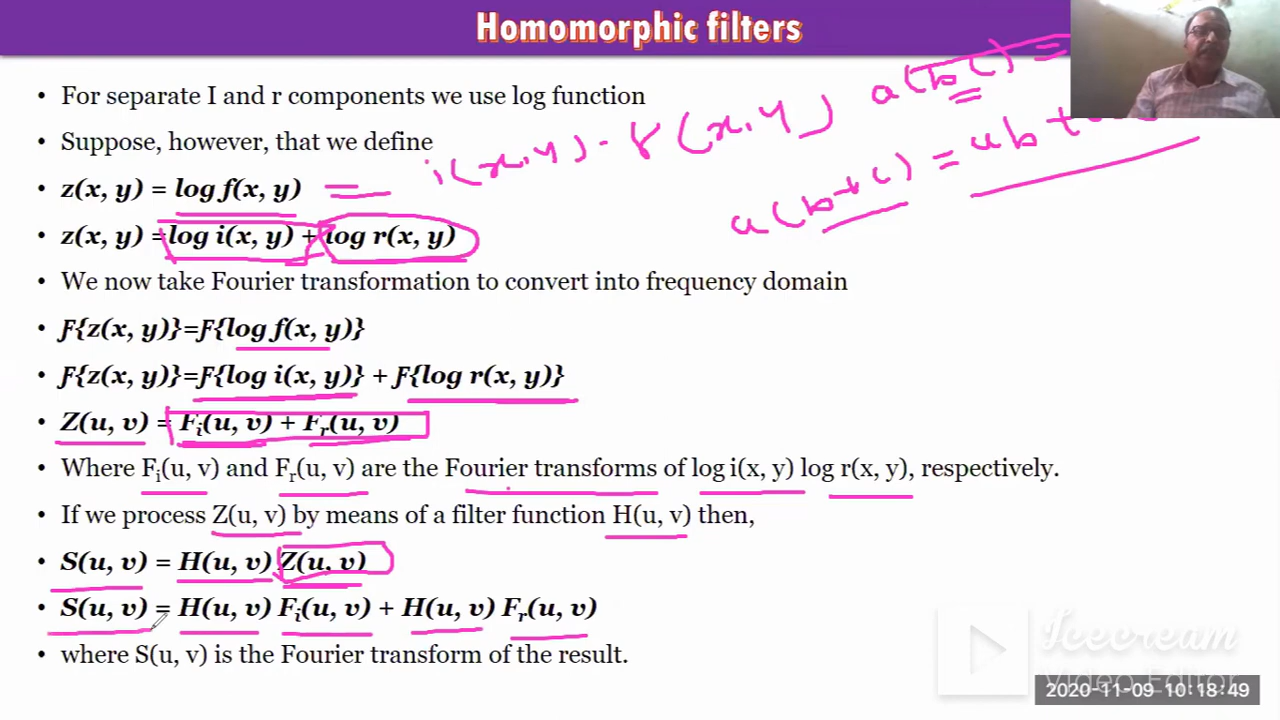 Homomorphic filters
• For separate I and r components we use log function
• Suppose, however, that we define
i(x,y) - r(x,y)
a(bc) =
a(b+c) = ab +
• z(x, y) = log f(x, y)
• z(x, y) =log i(x, y) + log r(x, y)
• We now take Fourier transformation to convert into frequency domain
• F{z(x, y)}=F{log f(x, y)}
• F{z(x, y)}=F{log i(x, y)} + F{log r(x, y)}
• Z(u, v) = Fi(u, v) + Fr(u, v)
• Where Fi(u, v) and Fr(u, v) are the Fourier transforms of log i(x, y) log r(x, y), respectively.
• If we process Z(u, v) by means of a filter function H(u, v) then,
• S(u, v) = H(u, v) Z(u, v)
• S(u, v) = H(u, v) Fi(u, v) + H(u, v) Fr(u, v)
• where S(u, v) is the Fourier transform of the result.
Icecream
Video Editor
2020-11-09 10:18:49